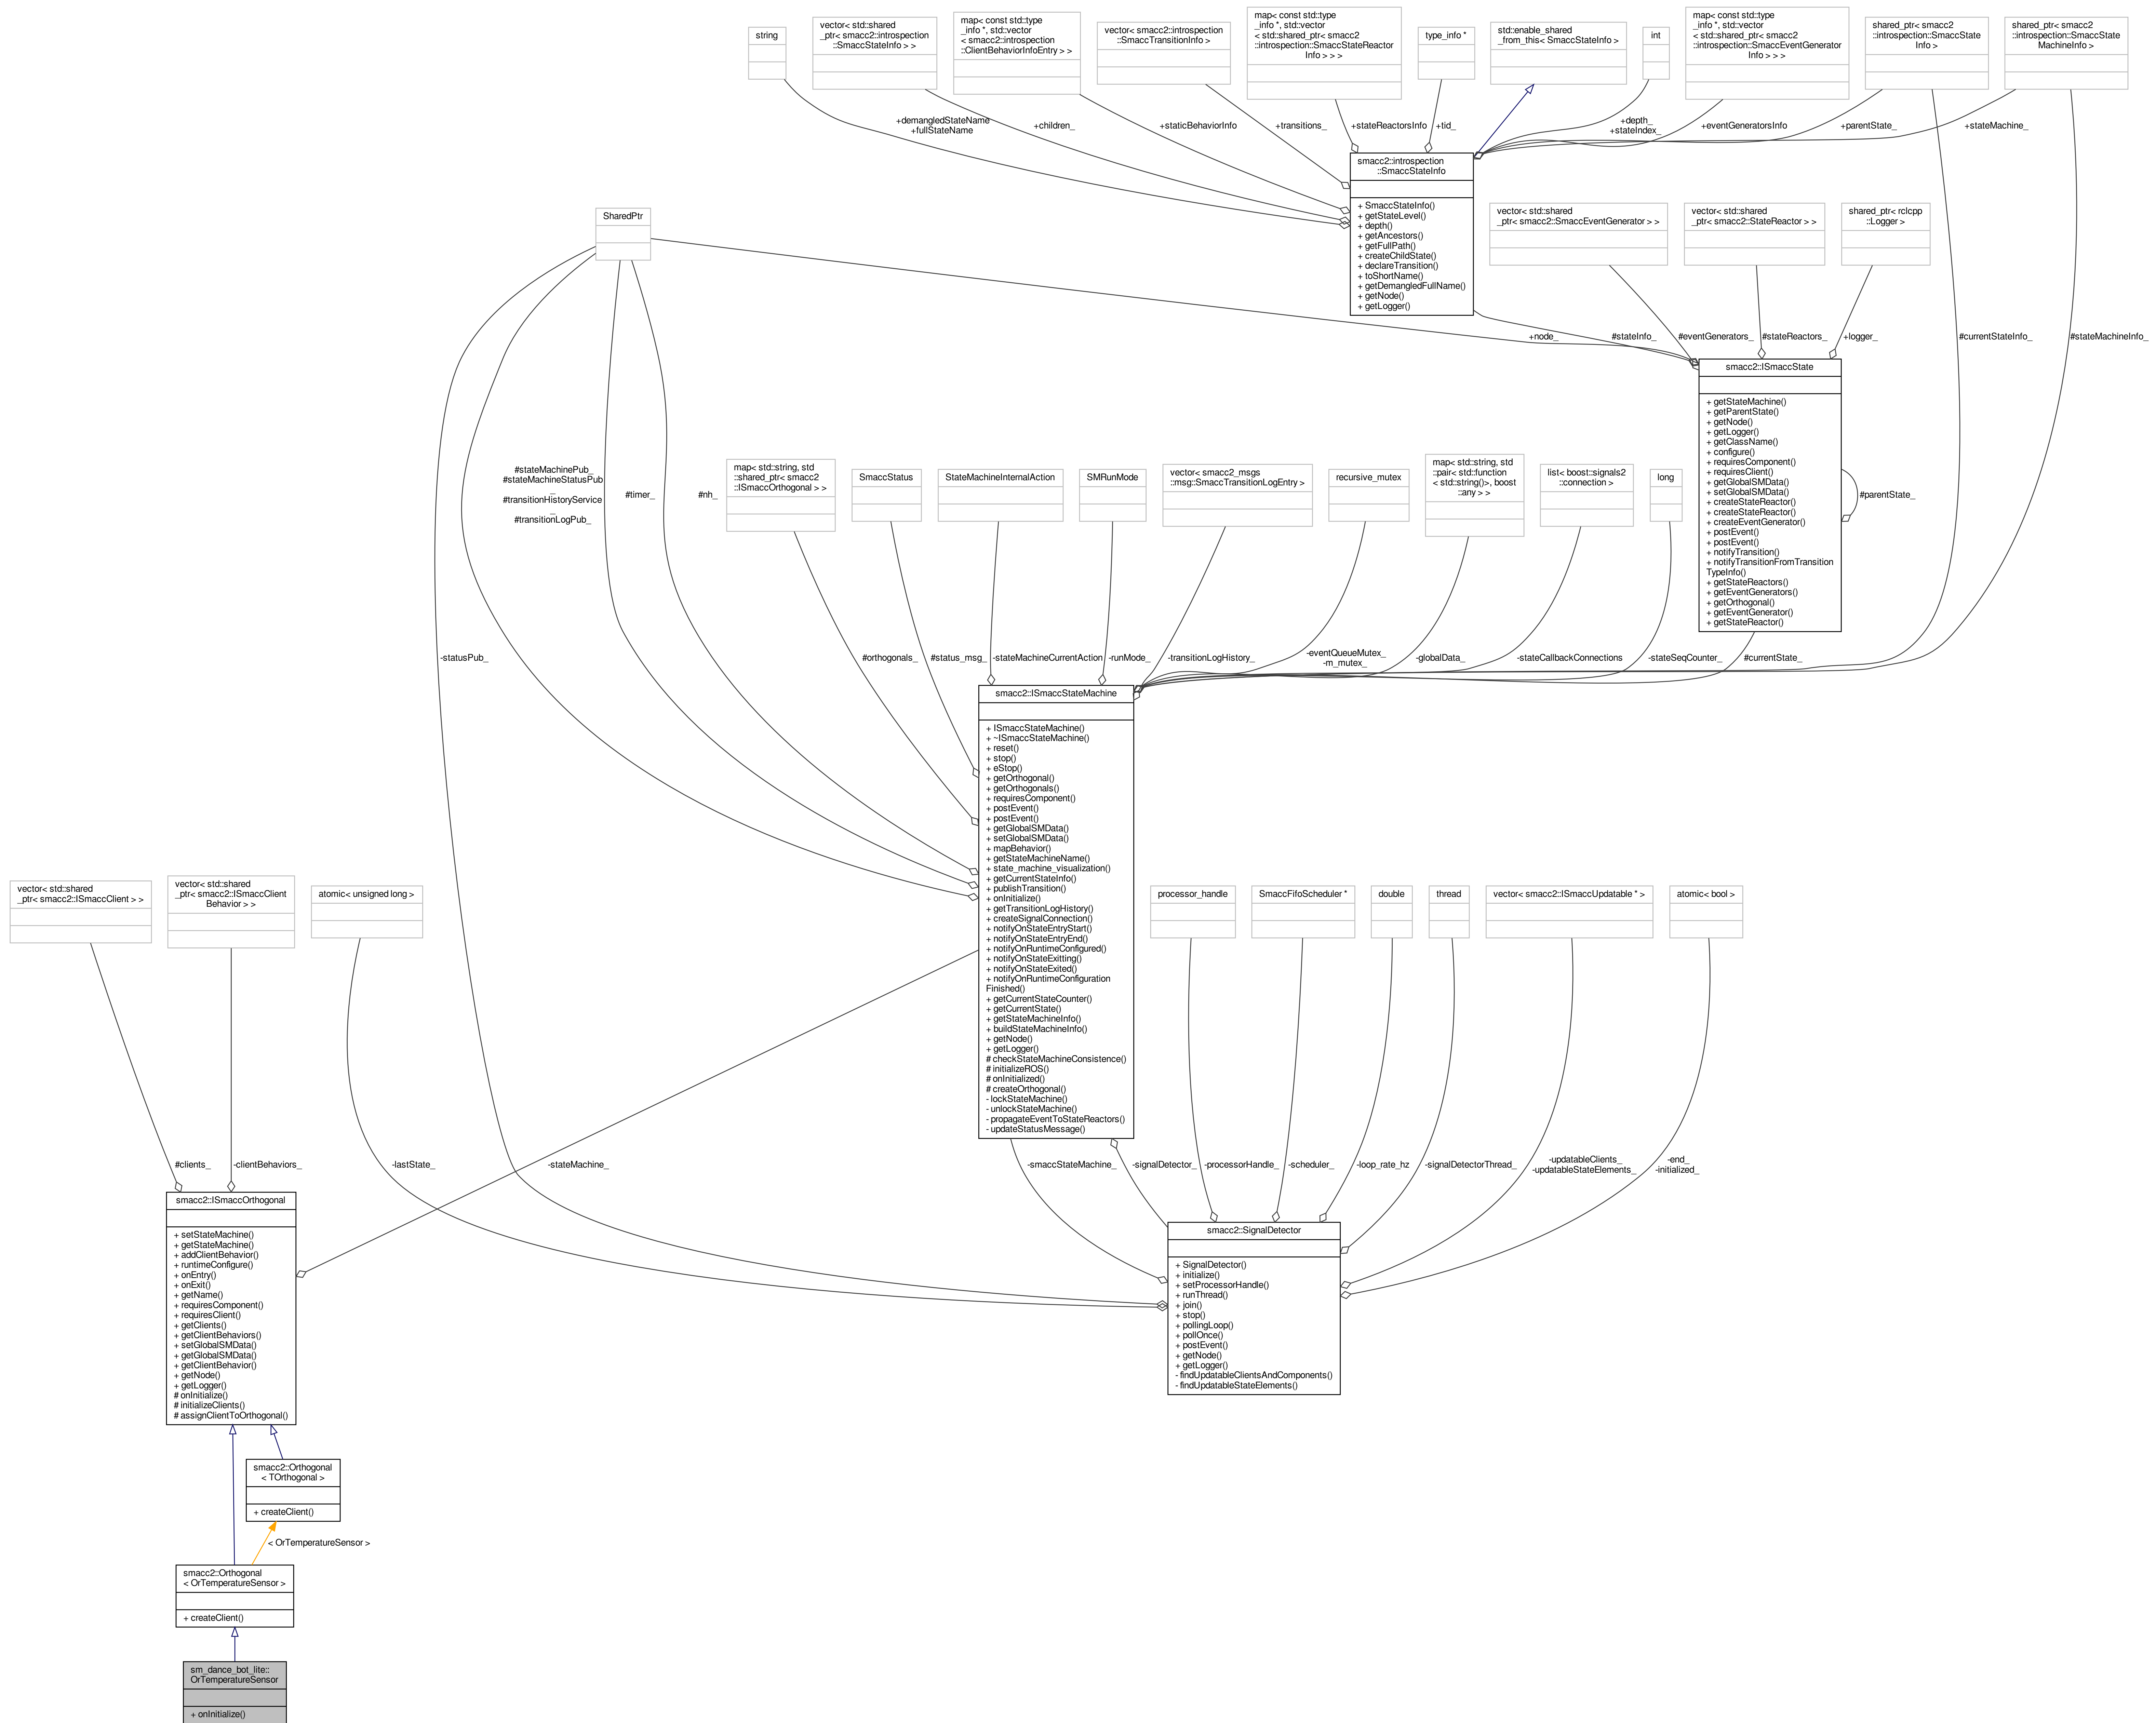 string
vector< std::shared
_ptr< smacc2::introspection
::SmaccStateInfo > >
map< const std::type
_info *, std::vector
< smacc2::introspection
::ClientBehaviorInfoEntry > >
vector< smacc2::introspection
::SmaccTransitionInfo >
map< const std::type
_info *, std::vector
< std::shared_ptr< smacc2
::introspection::SmaccStateReactor
Info > > >
type_info *
std::enable_shared
_from_this< SmaccStateInfo >
int
map< const std::type
_info *, std::vector
< std::shared_ptr< smacc2
::introspection::SmaccEventGenerator
Info > > >
shared_ptr< smacc2
::introspection::SmaccState
Info >
shared_ptr< smacc2
::introspection::SmaccState
MachineInfo >
+demangledStateName
+fullStateName
+children_
+staticBehaviorInfo
+transitions_
+stateReactorsInfo
+tid_
+depth_
+stateIndex_
+eventGeneratorsInfo
+parentState_
+stateMachine_
smacc2::introspection
::SmaccStateInfo
+ SmaccStateInfo()
+ getStateLevel()
+ depth()
+ getAncestors()
+ getFullPath()
+ createChildState()
+ declareTransition()
+ toShortName()
+ getDemangledFullName()
+ getNode()
+ getLogger()
SharedPtr
vector< std::shared
_ptr< smacc2::SmaccEventGenerator > >
vector< std::shared
_ptr< smacc2::StateReactor > >
shared_ptr< rclcpp
::Logger >
+node_
#stateInfo_
#eventGenerators_
#stateReactors_
+logger_
#currentStateInfo_
#stateMachineInfo_
smacc2::ISmaccState
+ getStateMachine()
+ getParentState()
+ getNode()
+ getLogger()
+ getClassName()
+ configure()
+ requiresComponent()
+ requiresClient()
+ getGlobalSMData()
+ setGlobalSMData()
+ createStateReactor()
+ createStateReactor()
+ createEventGenerator()
+ postEvent()
+ postEvent()
+ notifyTransition()
+ notifyTransitionFromTransition
TypeInfo()
+ getStateReactors()
+ getEventGenerators()
+ getOrthogonal()
+ getEventGenerator()
+ getStateReactor()
#parentState_
#stateMachinePub_
#stateMachineStatusPub
_
#transitionHistoryService
_
#transitionLogPub_
#timer_
#nh_
map< std::string, std
::shared_ptr< smacc2
::ISmaccOrthogonal > >
SmaccStatus
StateMachineInternalAction
SMRunMode
vector< smacc2_msgs
::msg::SmaccTransitionLogEntry >
recursive_mutex
map< std::string, std
::pair< std::function
< std::string()>, boost
::any > >
list< boost::signals2
::connection >
long
-statusPub_
#orthogonals_
#status_msg_
-stateMachineCurrentAction
-runMode_
-transitionLogHistory_
-eventQueueMutex_
-m_mutex_
-globalData_
-stateCallbackConnections
-stateSeqCounter_
#currentState_
smacc2::ISmaccStateMachine
+ ISmaccStateMachine()
+ ~ISmaccStateMachine()
+ reset()
+ stop()
+ eStop()
+ getOrthogonal()
+ getOrthogonals()
+ requiresComponent()
+ postEvent()
+ postEvent()
+ getGlobalSMData()
+ setGlobalSMData()
+ mapBehavior()
+ getStateMachineName()
+ state_machine_visualization()
+ getCurrentStateInfo()
+ publishTransition()
+ onInitialize()
+ getTransitionLogHistory()
+ createSignalConnection()
+ notifyOnStateEntryStart()
+ notifyOnStateEntryEnd()
+ notifyOnRuntimeConfigured()
+ notifyOnStateExitting()
+ notifyOnStateExited()
+ notifyOnRuntimeConfiguration
Finished()
+ getCurrentStateCounter()
+ getCurrentState()
+ getStateMachineInfo()
+ buildStateMachineInfo()
+ getNode()
+ getLogger()
# checkStateMachineConsistence()
# initializeROS()
# onInitialized()
# createOrthogonal()
- lockStateMachine()
- unlockStateMachine()
- propagateEventToStateReactors()
- updateStatusMessage()
vector< std::shared
_ptr< smacc2::ISmaccClient > >
vector< std::shared
_ptr< smacc2::ISmaccClient
Behavior > >
atomic< unsigned long >
processor_handle
SmaccFifoScheduler *
double
thread
vector< smacc2::ISmaccUpdatable * >
atomic< bool >
#clients_
-clientBehaviors_
-lastState_
-stateMachine_
-smaccStateMachine_
-signalDetector_
-processorHandle_
-scheduler_
-loop_rate_hz
-signalDetectorThread_
-updatableClients_
-updatableStateElements_
-end_
-initialized_
smacc2::ISmaccOrthogonal
+ setStateMachine()
+ getStateMachine()
+ addClientBehavior()
+ runtimeConfigure()
+ onEntry()
+ onExit()
+ getName()
+ requiresComponent()
+ requiresClient()
+ getClients()
+ getClientBehaviors()
+ setGlobalSMData()
+ getGlobalSMData()
+ getClientBehavior()
+ getNode()
+ getLogger()
# onInitialize()
# initializeClients()
# assignClientToOrthogonal()
smacc2::SignalDetector
+ SignalDetector()
+ initialize()
+ setProcessorHandle()
+ runThread()
+ join()
+ stop()
+ pollingLoop()
+ pollOnce()
+ postEvent()
+ getNode()
+ getLogger()
- findUpdatableClientsAndComponents()
- findUpdatableStateElements()
smacc2::Orthogonal
< TOrthogonal >
+ createClient()
< OrTemperatureSensor >
smacc2::Orthogonal
< OrTemperatureSensor >
+ createClient()
sm_dance_bot_lite::
OrTemperatureSensor
+ onInitialize()